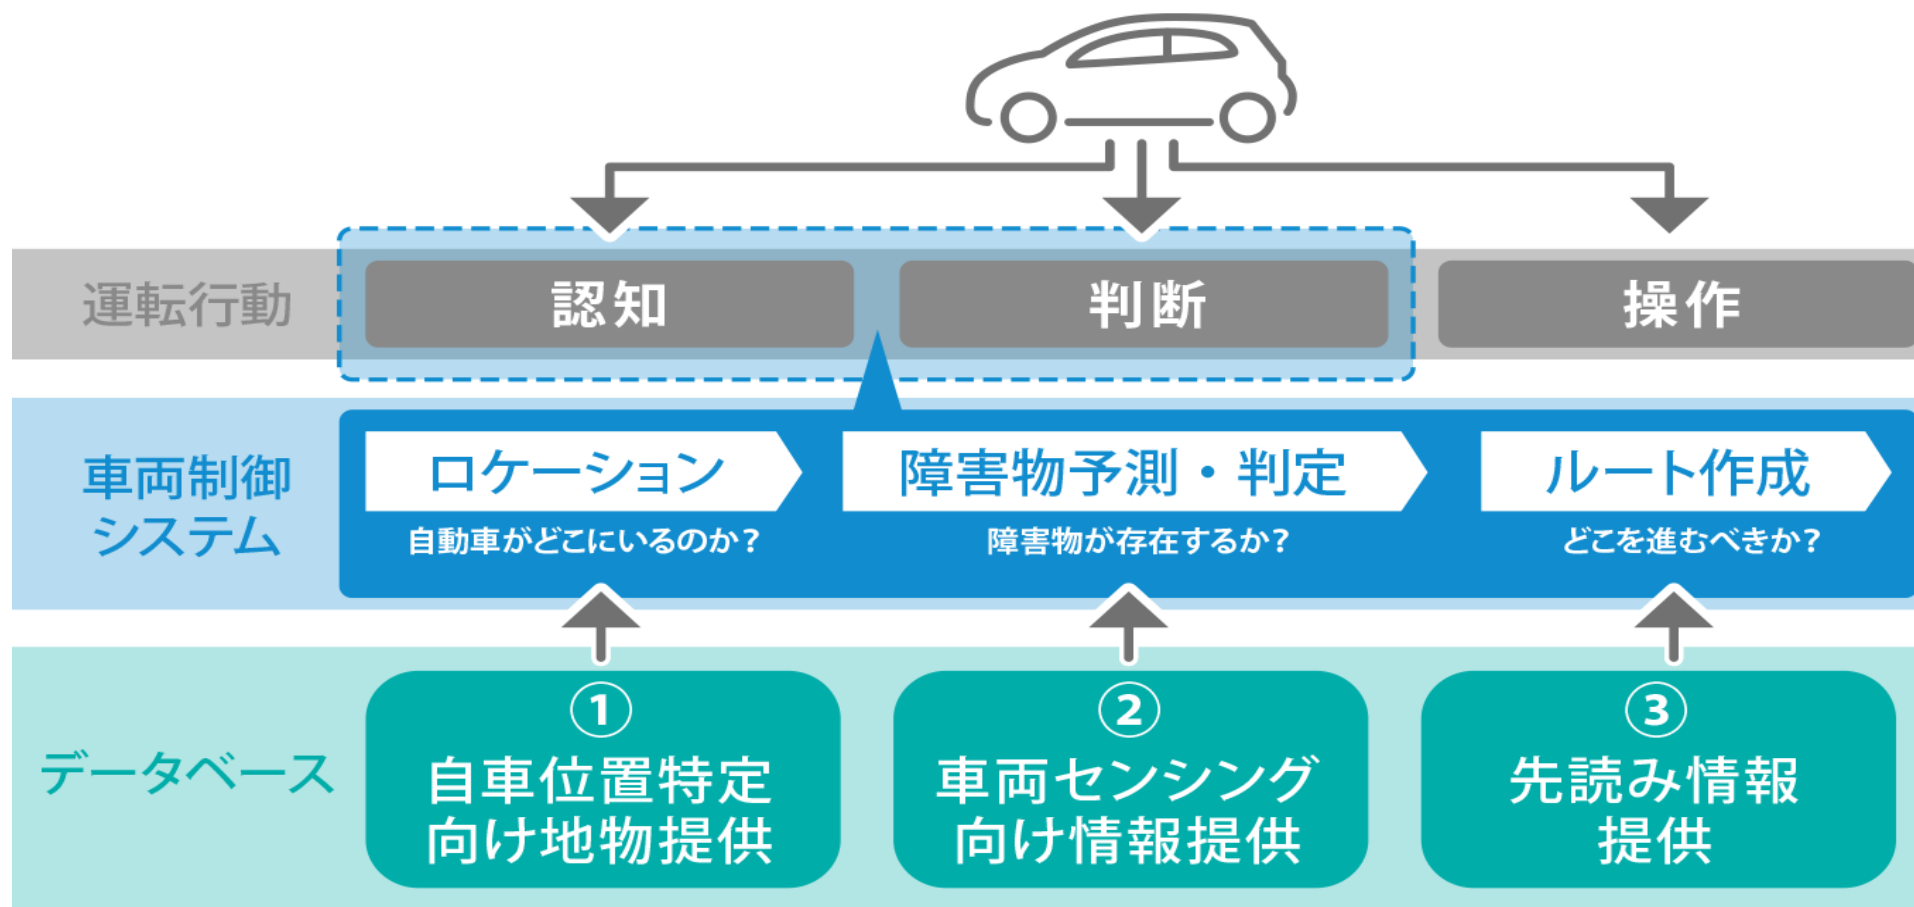 運転行動
認知
判断
操作
車両制御
システム
ロケーション
自動車がどこにいるのか?
障害物予測・判定
障害物が存在するか?
ルート作成
どこを進むべきか?
データベース
①
自車位置特定
向け地物提供
②
車両センシング
向け情報提供
③
先読み情報
提供